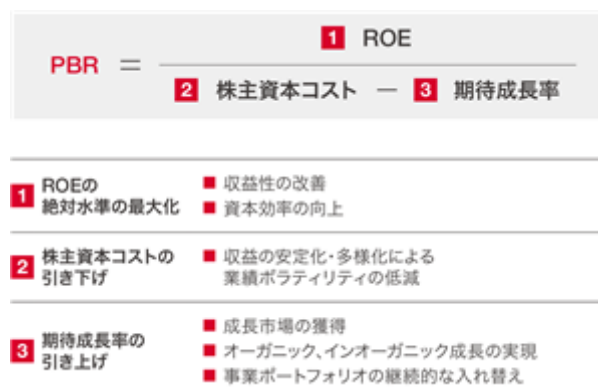 1 ROE
PBR =
2 株主資本コスト － 3 期待成長率
1 ROEの
絶対水準の最大化
■ 収益性の改善
■ 資本効率の向上
2 株主資本コストの
引き下げ
■ 収益の安定化・多様化による
業績ボラティリティの低減
3 期待成長率の
引き上げ
■ 成長市場の獲得
■ オーガニック、インオーガニック成長の実現
■ 事業ポートフォリオの継続的な入れ替え